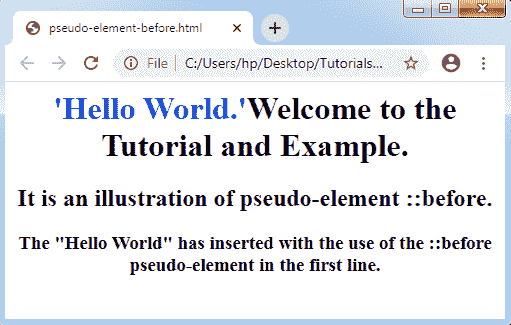 pseudo-element-before.html
File
C:/Users/hp/Desktop/Tutorials...
'Hello World.'Welcome to the
Tutorial and Example.
It is an illustration of pseudo-element ::before.
The "Hello World" has inserted with the use of the ::before
pseudo-element in the first line.